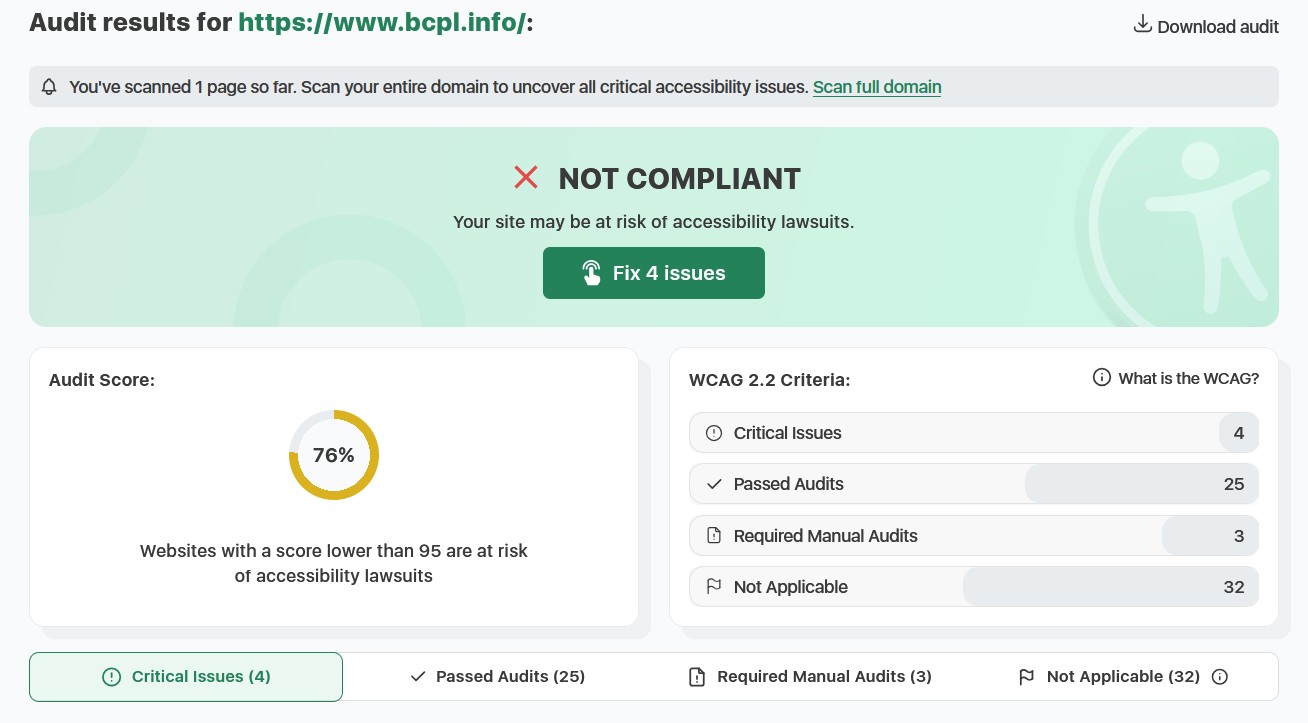 Audit results for https://www.bcpl.info/:
Download audit
You've scanned 1 page so far. Scan your entire domain to uncover all critical accessibility issues. Scan full domain
NOT COMPLIANT
Your site may be at risk of accessibility lawsuits.
Fix 4 issues
Audit Score:
76%
Websites with a score lower than 95 are at risk
of accessibility lawsuits
WCAG 2.2 Criteria:
What is the WCAG?
Critical Issues 4
Passed Audits 25
Required Manual Audits 3
Not Applicable 32
Critical Issues (4) Passed Audits (25) Required Manual Audits (3) Not Applicable (32)